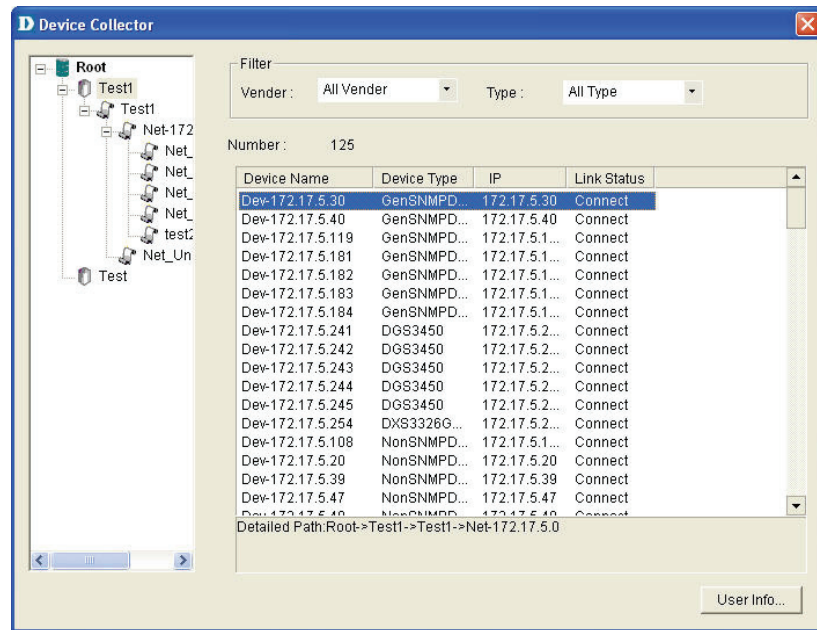 D Device Collector
Root
Test1
Test1
Net-172
Net_
Net_
Net_
Net_
test2
Net_Un
Test
Filter
Vender : All Vender Type : All Type
Number : 125
Device Name Device Type IP Link Status
Dev-172.17.5.30 GenSNMPD... 172.17.5.30 Connect
Dev-172.17.5.40 GenSNMPD... 172.17.5.40 Connect
Dev-172.17.5.119 GenSNMPD... 172.17.5.1... Connect
Dev-172.17.5.181 GenSNMPD... 172.17.5.1... Connect
Dev-172.17.5.182 GenSNMPD... 172.17.5.1... Connect
Dev-172.17.5.183 GenSNMPD... 172.17.5.1... Connect
Dev-172.17.5.184 GenSNMPD... 172.17.5.1... Connect
Dev-172.17.5.241 DGS3450 172.17.5.2... Connect
Dev-172.17.5.242 DGS3450 172.17.5.2... Connect
Dev-172.17.5.243 DGS3450 172.17.5.2... Connect
Dev-172.17.5.244 DGS3450 172.17.5.2... Connect
Dev-172.17.5.245 DGS3450 172.17.5.2... Connect
Dev-172.17.5.254 DXS3326G... 172.17.5.2... Connect
Dev-172.17.5.108 NonSNMPD... 172.17.5.1... Connect
Dev-172.17.5.20 NonSNMPD... 172.17.5.20 Connect
Dev-172.17.5.39 NonSNMPD... 172.17.5.39 Connect
Dev-172.17.5.47 NonSNMPD... 172.17.5.47 Connect
Detailed Path:Root->Test1->Test1->Net-172.17.5.0
User Info...